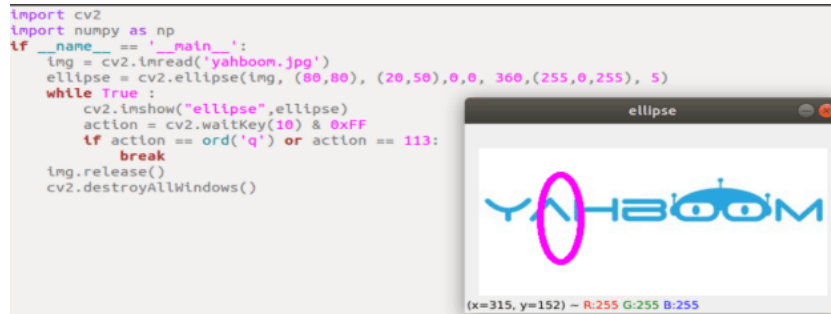 import cv2
import numpy as np
if __name__ == '__main__':
    img = cv2.imread('yahboom.jpg')
    ellipse = cv2.ellipse(img, (80,80), (20,50),0,0, 360,(255,0,255), 5)
    while True :
        cv2.imshow("ellipse",ellipse)
        action = cv2.waitKey(10) & 0xFF
        if action == ord('q') or action == 113:
            break
    img.release()
    cv2.destroyAllWindows()
ellipse
YAHBOOM
(x=315, y=152) ~ R:255 G:255 B:255